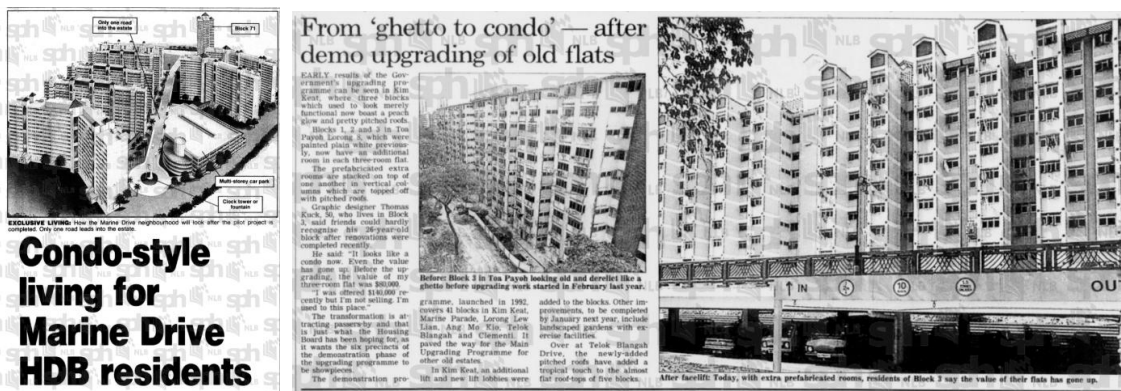 Only one road
into the estate
Block 71
Multi-storey car park
Clock tower or
fountain
EXCLUSIVE LIVING: How the Marine Drive neighbourhood will look after the pilot project is
completed. Only one road leads into the estate.
Condo-style
living for
Marine Drive
HDB residents
From ‘ghetto to condo’ — after
demo upgrading of old flats
EARLY results of the Gov-
ernment's upgrading pro-
gramme can be seen in Kim
Keat, where three blocks
which used to look merely
functional now boast a peach
glow and pretty pitched roofs.
Blocks 1, 2 and 3 in Toa
Payoh Lorong 8, which were
painted plain white previous-
ly, now have an additional
room in each three-room flat.
The prefabricated extra
rooms are stacked on top of
one another in vertical col-
umns which are topped off
with pitched roofs.
Graphic designer Thomas
Kuck, 50, who lives in Block
3, said friends could hardly
recognise his 26-year-old
block after renovations were
completed recently.
He said: "It looks like a
condo now. Even the value
has gone up. Before the up-
grading, the value of my
three-room flat was $80,000.
"I was offered $140,000 re-
cently but I'm not selling. I'm
used to this place."
The transformation is at-
tracting passers-by and that
is just what the Housing
Board has been hoping for, as
it wants the six precincts of
the demonstration phase of
the upgrading programme to
be showpieces.
The demonstration pro-
Before: Block 2 in Toa Payoh looking old and derelict like a
ghetto before upgrading work started in February last year.
gramme, launched in 1992,
covers 41 blocks in Kim Keat,
Marine Parade, Lorong Lew
Lian, Ang Mo Kio, Telok
Blangah and Clementi. It
paved the way for the Main
Upgrading Programme for
other old estates.
In Kim Keat, an additional
lift and new lift lobbies were
added to the blocks. Other im-
provements, to be completed
by January next year, include
landscaped gardens with ex-
ercise facilities.
Over at Telok Blangah
Drive, the newly-added
pitched roofs have added a
tropical touch to the almost
flat roof-tops of five blocks.
IN
10
OUT
After facelift: Today, with extra prefabricated rooms, residents of Block 3 say the value of their flats has gone up.
sph
NLB